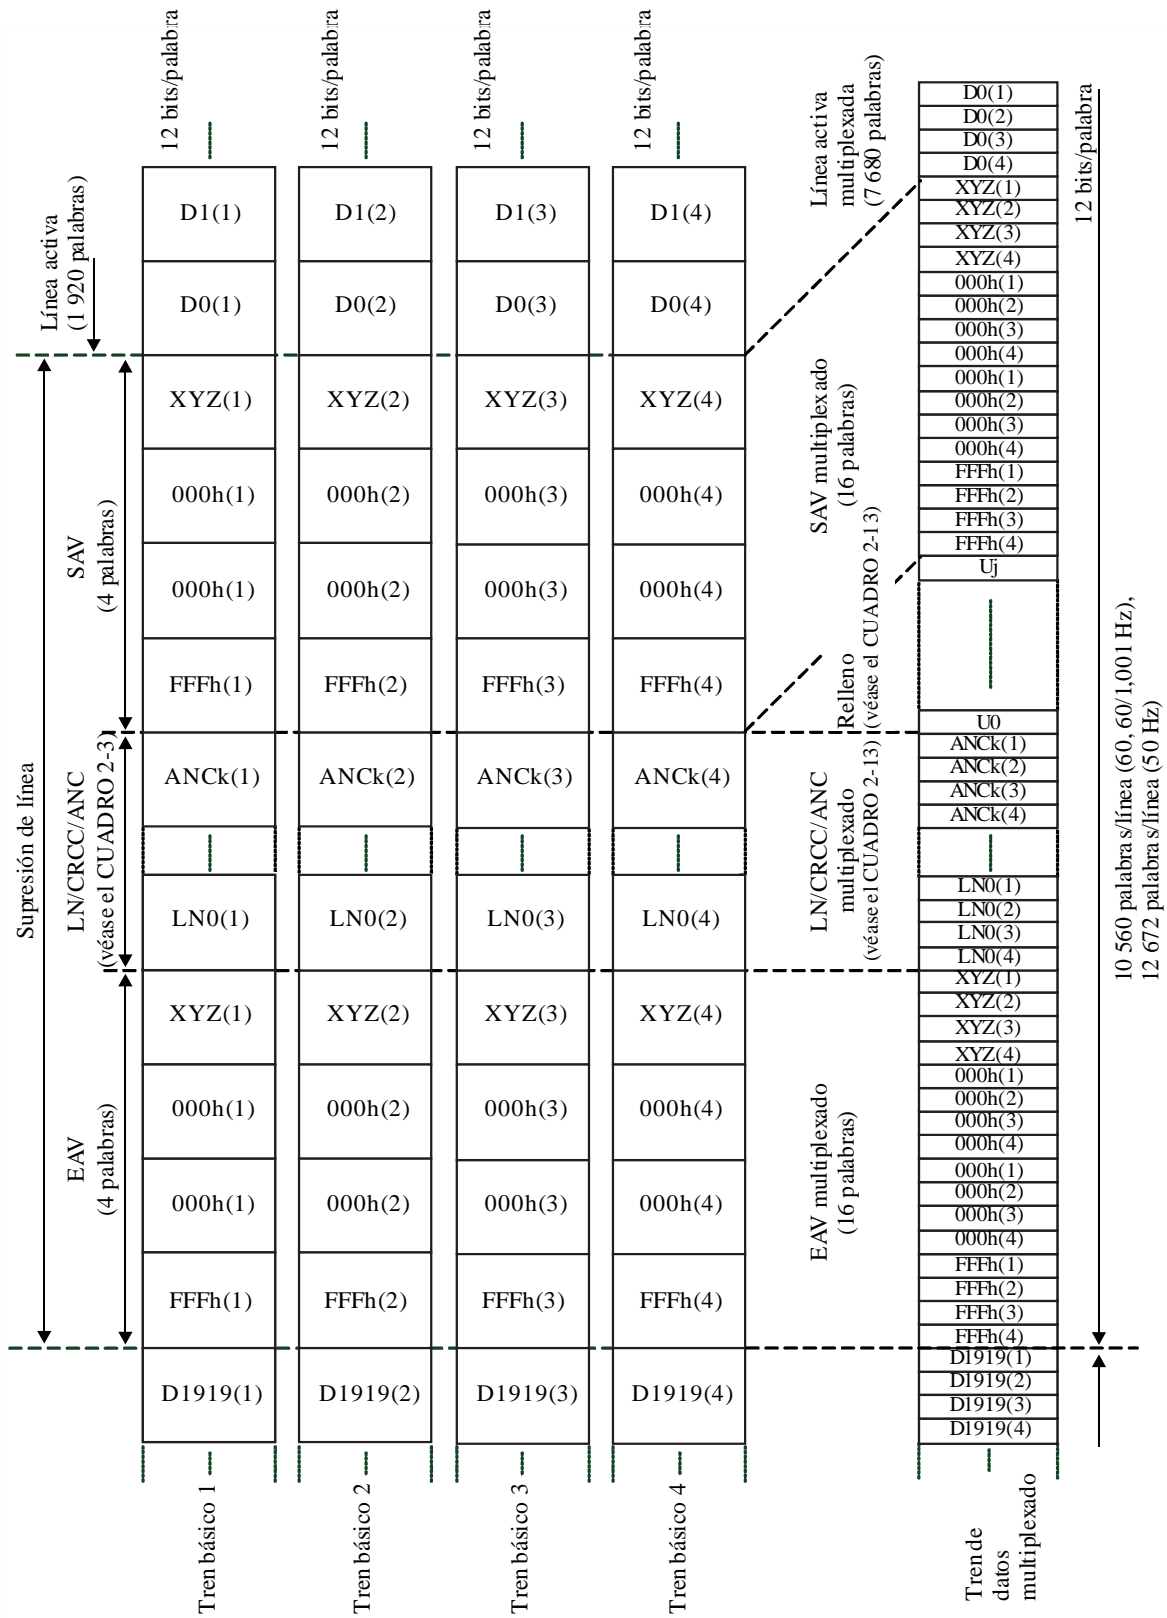 12 bits/palabra
12 bits/palabra
12 bits/palabra
12 bits/palabra
Línea activa
(1 920 palabras)
Supresión de línea
SAV
(4 palabras)
LN/CRCC/ANC
(véase el CUADRO 2-3)
EAV
(4 palabras)
D1(1)
D0(1)
XYZ(1)
000h(1)
000h(1)
FFFh(1)
ANCk(1)
LN0(1)
XYZ(1)
000h(1)
000h(1)
FFFh(1)
D1919(1)
Tren básico 1
D1(2)
D0(2)
XYZ(2)
000h(2)
000h(2)
FFFh(2)
ANCk(2)
LN0(2)
XYZ(2)
000h(2)
000h(2)
FFFh(2)
D1919(2)
Tren básico 2
D1(3)
D0(3)
XYZ(3)
000h(3)
000h(3)
FFFh(3)
ANCk(3)
LN0(3)
XYZ(3)
000h(3)
000h(3)
FFFh(3)
D1919(3)
Tren básico 3
D1(4)
D0(4)
XYZ(4)
000h(4)
000h(4)
FFFh(4)
ANCk(4)
LN0(4)
XYZ(4)
000h(4)
000h(4)
FFFh(4)
D1919(4)
Tren básico 4
Línea activa
multiplexada
(7 680 palabras)
SAV multiplexado
(16 palabras)
Relleno
(véase el CUADRO 2-13)
LN/CRCC/ANC
multiplexado
(véase el CUADRO 2-13)
EAV multiplexado
(16 palabras)
D0(1)
D0(2)
D0(3)
D0(4)
XYZ(1)
XYZ(2)
XYZ(3)
XYZ(4)
000h(1)
000h(2)
000h(3)
000h(4)
000h(1)
000h(2)
000h(3)
000h(4)
FFFh(1)
FFFh(2)
FFFh(3)
FFFh(4)
Uj
U0
ANCk(1)
ANCk(2)
ANCk(3)
ANCk(4)
LN0(1)
LN0(2)
LN0(3)
LN0(4)
XYZ(1)
XYZ(2)
XYZ(3)
XYZ(4)
000h(1)
000h(2)
000h(3)
000h(4)
000h(1)
000h(2)
000h(3)
000h(4)
FFFh(1)
FFFh(2)
FFFh(3)
FFFh(4)
D1919(1)
D1919(2)
D1919(3)
D1919(4)
Tren de
datos
multiplexado
12 bits/palabra
10 560 palabras/línea (60, 60/1,001 Hz),
12 672 palabras/línea (50 Hz)